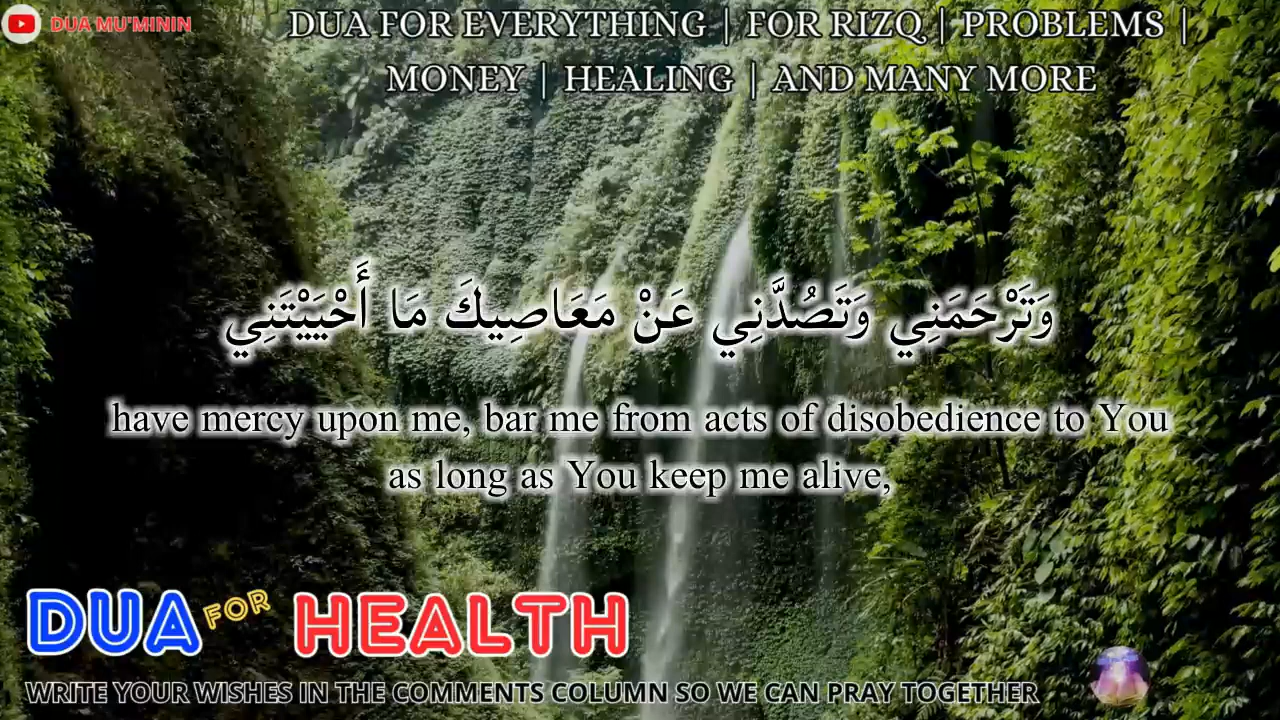 DUA MU'MININ
DUA FOR EVERYTHING | FOR RIZQ | PROBLEMS |
MONEY | HEALING | AND MANY MORE
وَتَرْحَمَنِي وَتَصُدَّنِي عَنْ مَعَاصِيكَ مَا أَحْيَيْتَنِي
have mercy upon me, bar me from acts of disobedience to You
as long as You keep me alive,
DUA FOR HEALTH
WRITE YOUR WISHES IN THE COMMENTS COLUMN SO WE CAN PRAY TOGETHER